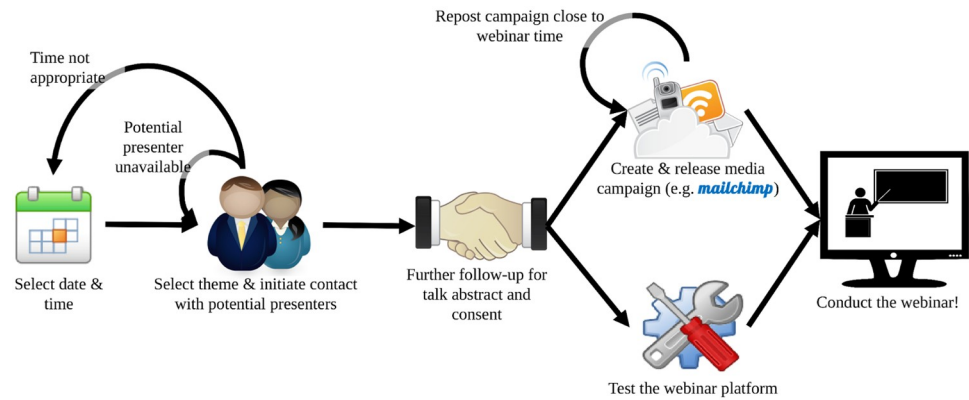 Repost campaign close to
webinar time
Time not
appropriate
Potential
presenter
unavailable
Select date &
time
Select theme & initiate contact
with potential presenters
Further follow-up for
talk abstract and
consent
Create & release media
campaign (e.g. mailchimp)
Test the webinar platform
Conduct the webinar!